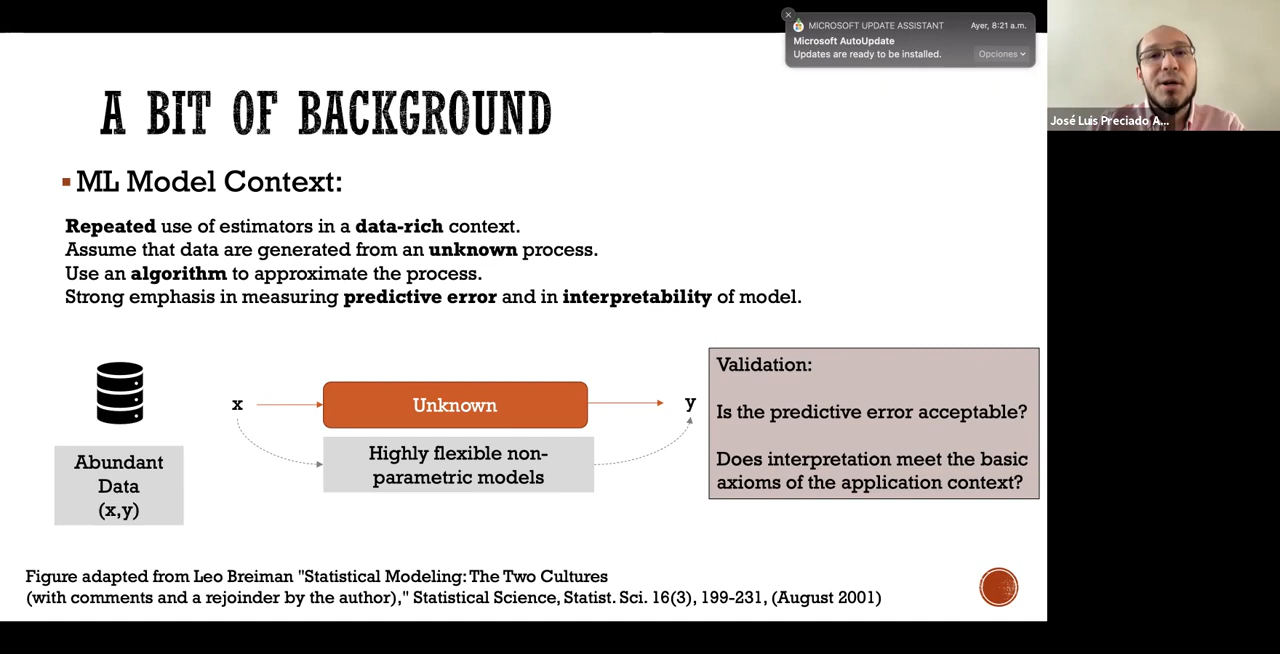 MICROSOFT UPDATE ASSISTANT
Ayer, 8:21 a.m.
Microsoft AutoUpdate
Updates are ready to be installed.
Opciones
José Luis Preciado A...
A BIT OF BACKGROUND
ML Model Context:
Repeated use of estimators in a data-rich context.
Assume that data are generated from an unknown process.
Use an algorithm to approximate the process.
Strong emphasis in measuring predictive error and in interpretability of model.
Abundant
Data
(x,y)
x
Unknown
Highly flexible non-
parametric models
y
Validation:
Is the predictive error acceptable?
Does interpretation meet the basic
axioms of the application context?
Figure adapted from Leo Breiman "Statistical Modeling: The Two Cultures
(with comments and a rejoinder by the author)," Statistical Science, Statist. Sci. 16(3), 199-231, (August 2001)